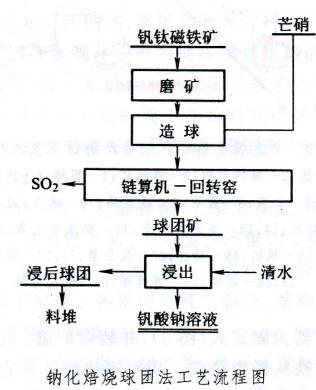 钒钛磁铁矿
芒硝
磨矿
造球
SO₂
链算机-回转窑
球团矿
浸后球团
浸出
清水
料堆
钒酸钠溶液
钠化焙烧球团法工艺流程图